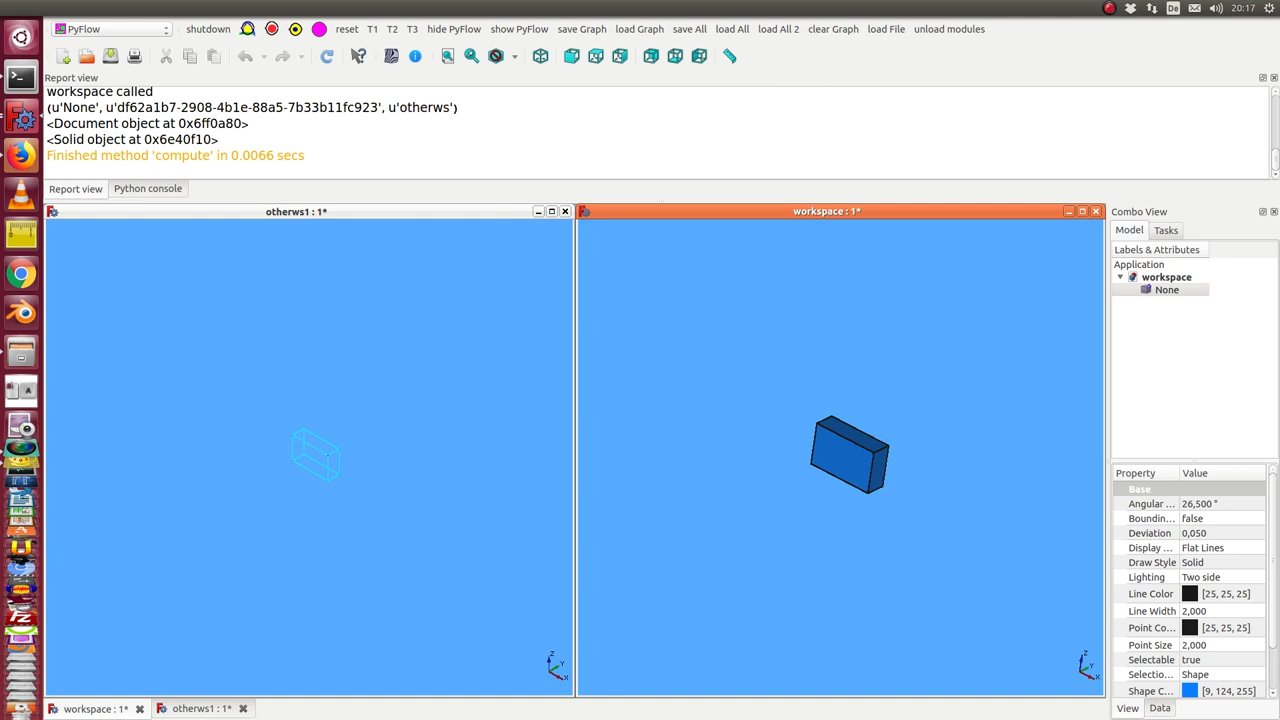 De 20:17
PyFlow shutdown reset T1 T2 T3 hide PyFlow show PyFlow save Graph load Graph save All load All load All 2 clear Graph load File unload modules
Report view
workspace called
(u'None', u'df62a1b7-2908-4b1e-88a5-7b33b11fc923', u'otherws')
<Document object at 0x6ff0a80>
<Solid object at 0x6e40f10>
Finished method 'compute' in 0.0066 secs
Report view Python console
otherws1 : 1*
workspace : 1*
Combo View
Model Tasks
Labels & Attributes
Application
workspace
None
Property Value
Base
Angular ... 26,500 °
Boundin... false
Deviation 0,050
Display ... Flat Lines
Draw Style Solid
Lighting Two side
Line Color [25, 25, 25]
Line Width 2,000
Point Co... [25, 25, 25]
Point Size 2,000
Selectable true
Selectio... Shape
Shape C... [9, 124, 255]
View Data
Z
Y
X
Z
Y
X
workspace : 1* otherws1 : 1*